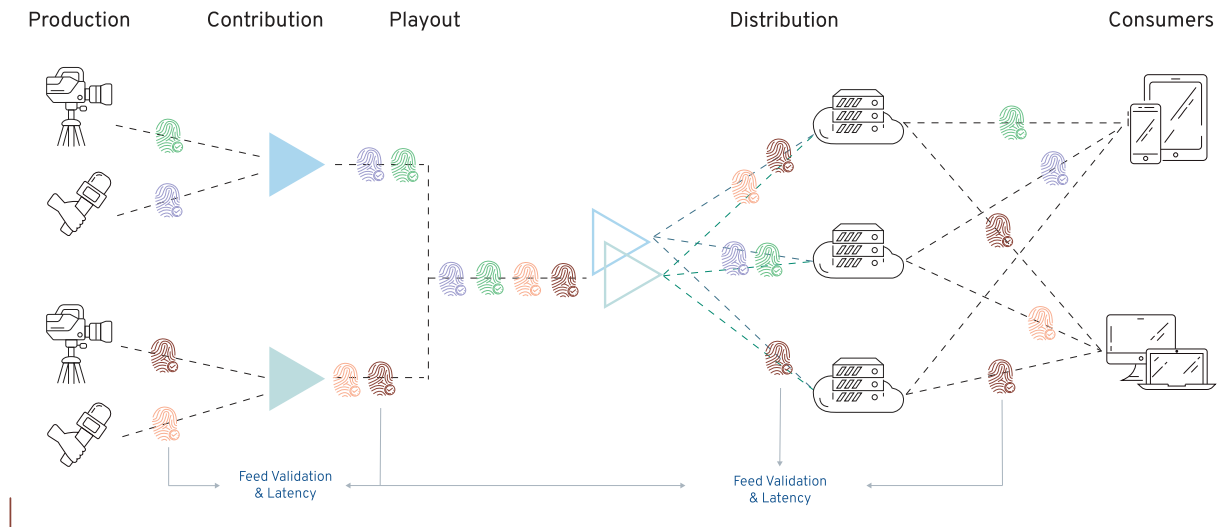 Production
Contribution
Playout
Distribution
Consumers
Feed Validation
& Latency
Feed Validation
& Latency